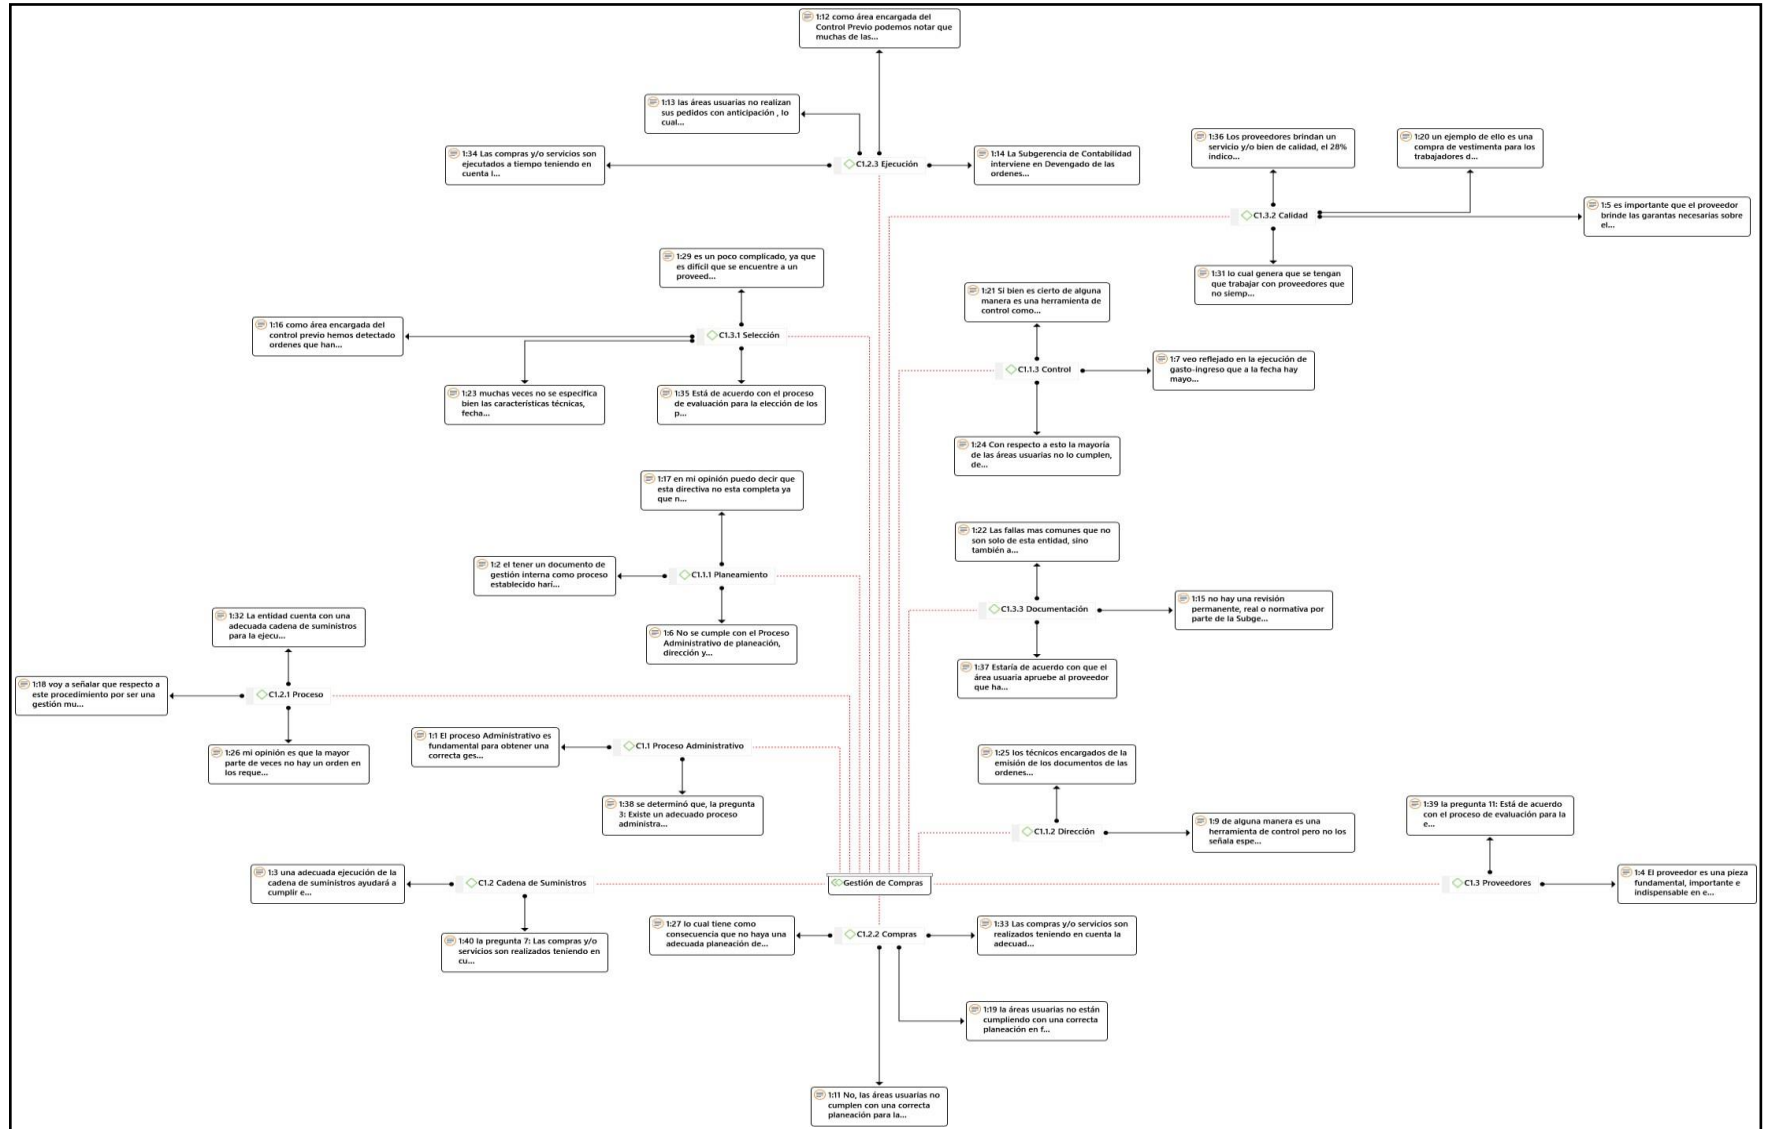 1:12 como área encargada del
Control Previo podemos notar que
muchas de las...
1:13 las áreas usuarias no realizan
sus pedidos con anticipación , lo
cual...
1:34 Las compras y/o servicios son
ejecutados a tiempo teniendo en
cuenta l...
C1.2.3 Ejecución
1:14 La Subgerencia de Contabilidad
interviene en Devengado de las
ordenes...
1:36 Los proveedores brindan un
servicio y/o bien de calidad, el 28%
indico...
1:20 un ejemplo de ello es una
compra de vestimenta para los
trabajadores d...
C1.3.2 Calidad
1:5 es importante que el proveedor
brinde las garantas necesarias sobre
el...
1:31 lo cual genera que se tengan
que trabajar con proveedores que
no siemp...
1:29 es un poco complicado, ya que
es difícil que se encuentre a un
proveed...
1:16 como área encargada del
control previo hemos detectado
ordenes que han...
C1.3.1 Selección
1:23 muchas veces no se especifica
bien las características técnicas,
fecha...
1:35 Está de acuerdo con el proceso
de evaluación para la elección de los
p...
1:21 Si bien es cierto de alguna
manera es una herramienta de
control como...
C1.1.3 Control
1:7 veo reflejado en la ejecución de
gasto-ingreso que a la fecha hay
mayo...
1:24 Con respecto a esto la mayoría
de las áreas usuarias no lo cumplen,
de...
1:17 en mi opinión puedo decir que
esta directiva no esta completa ya
que n...
1:2 el tener un documento de
gestión interna como proceso
establecido harí...
C1.1.1 Planeamiento
1:6 No se cumple con el Proceso
Administrativo de planeación,
dirección y...
1:22 Las fallas mas comunes que no
son solo de esta entidad, sino
también a...
C1.3.3 Documentación
1:15 no hay una revisión
permanente, real o normativa por
parte de la Subge...
1:37 Estaría de acuerdo con que el
área usuaria apruebe al proveedor
que ha...
1:32 La entidad cuenta con una
adecuada cadena de suministros
para la ejecu...
1:18 voy a señalar que respecto a
este procedimiento por ser una
gestión mu...
C1.2.1 Proceso
1:26 mi opinión es que la mayor
parte de veces no hay un orden en
los reque...
1:1 El proceso Administrativo es
fundamental para obtener una
correcta ges...
C1.1 Proceso Administrativo
1:38 se determinó que, la pregunta
3: Existe un adecuado proceso
administra...
1:25 los técnicos encargados de la
emisión de los documentos de las
ordenes...
C1.1.2 Dirección
1:9 de alguna manera es una
herramienta de control pero no los
señala espe...
1:39 la pregunta 11: Está de acuerdo
con el proceso de evaluación para la
e...
1:3 una adecuada ejecución de la
cadena de suministros ayudará a
cumplir e...
C1.2 Cadena de Suministros
Gestión de Compras
C1.3 Proveedores
1:4 El proveedor es una pieza
fundamental, importante e
indispensable en e...
1:40 la pregunta 7: Las compras y/o
servicios son realizados teniendo en
cu...
1:27 lo cual tiene como
consecuencia que no haya una
adecuada planeación de...
C1.2.2 Compras
1:33 Las compras y/o servicios son
realizados teniendo en cuenta la
adecuad...
1:19 la áreas usuarias no están
cumpliendo con una correcta
planeación en f...
1:11 No, las áreas usuarias no
cumplen con una correcta
planeación para la...